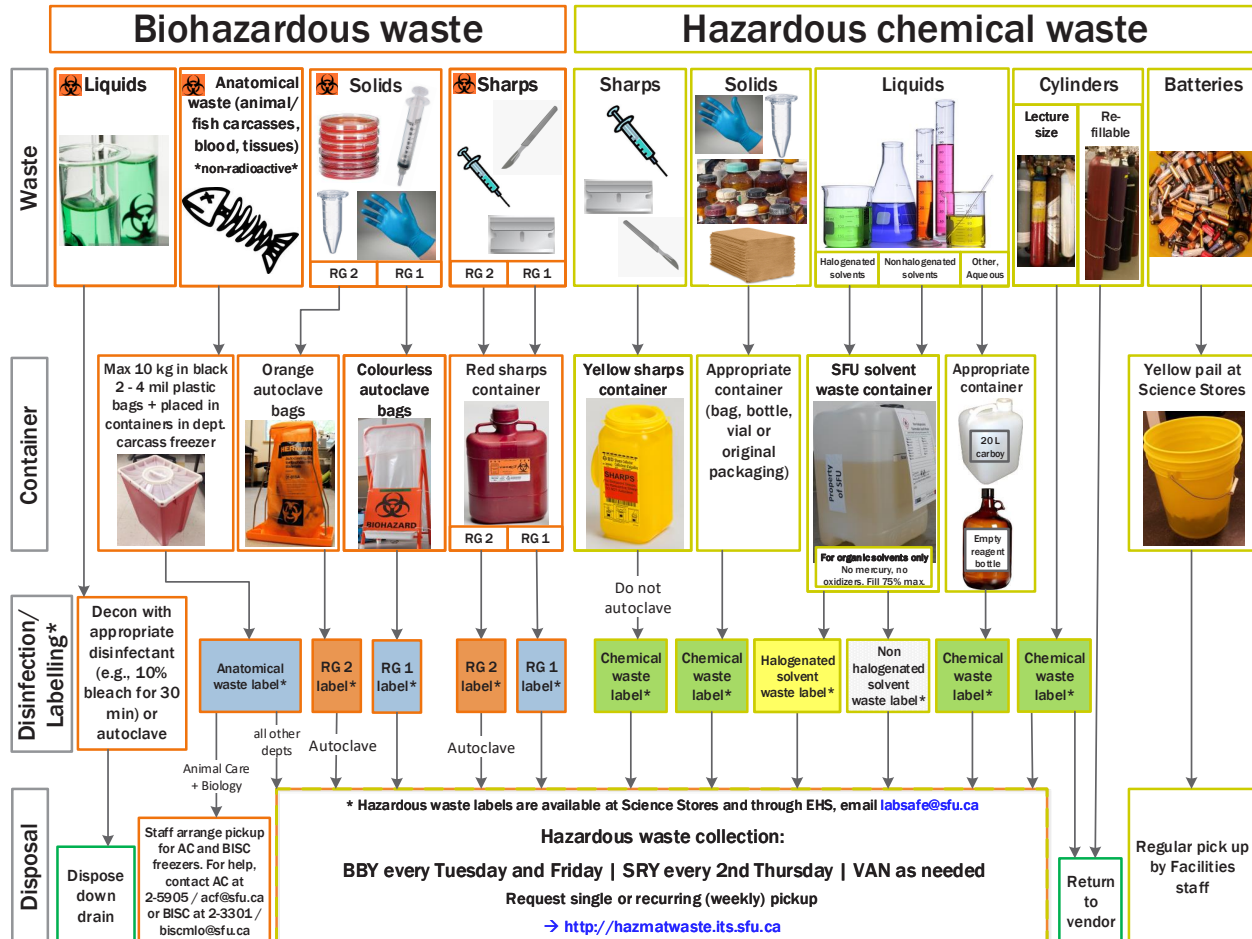 Biohazardous waste
Hazardous chemical waste
Waste
Liquids
Anatomical
waste (animal/
fish carcasses,
blood, tissues)
*non-radioactive*
Solids
RG 2
RG 1
Sharps
RG 2
RG 1
Sharps
Solids
Liquids
Halogenated
solvents
Nonhalogenated
solvents
Other,
Aqueous
Cylinders
Lecture
size
Re-
fillable
Batteries
Container
Max 10 kg in black
2 - 4 mil plastic
bags + placed in
containers in dept.
carcass freezer
Orange
autoclave
bags
Colourless
autoclave
bags
BIOHAZARD
Red sharps
container
RG 2
RG 1
Yellow sharps
container
SHARPS
Appropriate
container
(bag, bottle,
vial or
original
packaging)
SFU solvent
waste container
Property
of SFU
For organic solvents only
No mercury, no
oxidizers. Fill 75% max.
Appropriate
container
20 L
carboy
Empty
reagent
bottle
Yellow pail at
Science Stores
Disinfection/
Labelling*
Decon with
appropriate
disinfectant
(e.g., 10%
bleach for 30
min) or
autoclave
Anatomical
waste label*
RG 2
label*
RG 1
label*
RG 2
label*
RG 1
label*
Do not
autoclave
Chemical
waste
label*
Chemical
waste
label*
Halogenated
solvent
waste label*
Non
halogenated
solvent
waste label*
Chemical
waste
label*
Chemical
waste
label*
Animal Care
+ Biology
all other
depts
Autoclave
Autoclave
Disposal
Dispose
down
drain
Staff arrange pickup
for AC and BISC
freezers. For help,
contact AC at
2-5905 / acf@sfu.ca
or BISC at 2-3301 /
biscmlo@sfu.ca
* Hazardous waste labels are available at Science Stores and through EHS, email labsafe@sfu.ca
Hazardous waste collection:
BBY every Tuesday and Friday | SRY every 2nd Thursday | VAN as needed
Request single or recurring (weekly) pickup
→ http://hazmatwaste.its.sfu.ca
Return
to
vendor
Regular pick up
by Facilities
staff